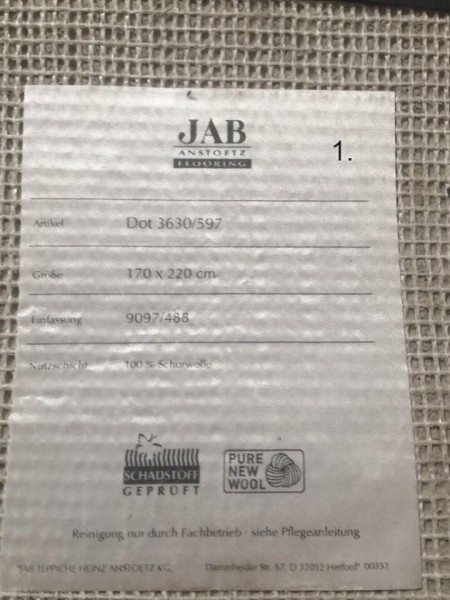 JAB
ANSTOETZ
FLOORING
1.
Artikel Dot 3630/597
Größe 170 x 220 cm
Einfassung 9097/488
Nutzschicht 100 % Schurwolle
SCHADSTOFF
GEPRÜFT
PURE
NEW
WOOL
Reinigung nur durch Fachbetrieb - siehe Pflegeanleitung
"JAB TEPPICHE HEINZ ANSTOETZ KG, Dammheider Str. 67, D 32052 Herford" 00331